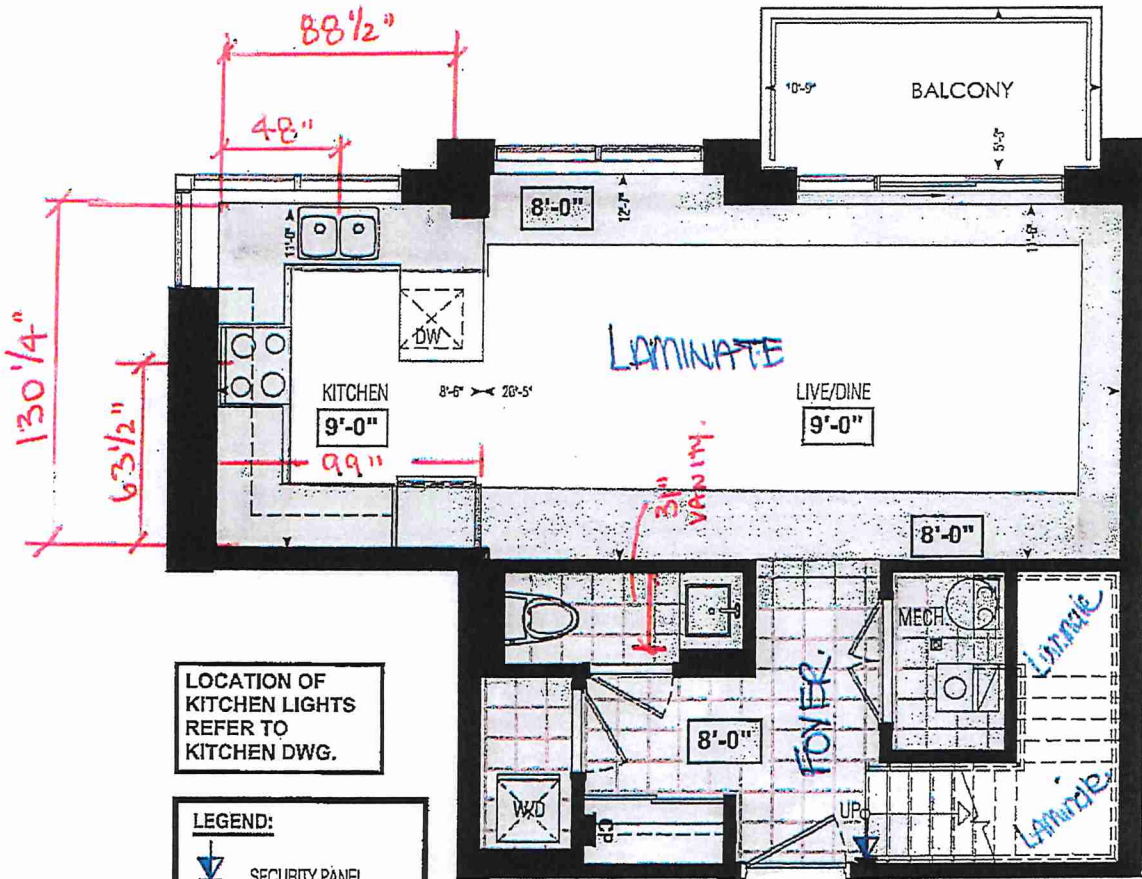 88 1/2"
48"
10'-9"
BALCONY
5'-3"
8'-0"
12'-7"
11'-0"
11'-0"
130 1/4"
63 1/2"
DW
LAMINATE
KITCHEN
9'-0"
8'-6" 20'-5"
LIVE/DINE
9'-0"
99"
31"
VANITY.
8'-0"
MECH.
Laminate
FOYER.
LOCATION OF
KITCHEN LIGHTS
REFER TO
KITCHEN DWG.
8'-0"
W/D
CP
UP
Laminate.
LEGEND:
SECURITY PANEL